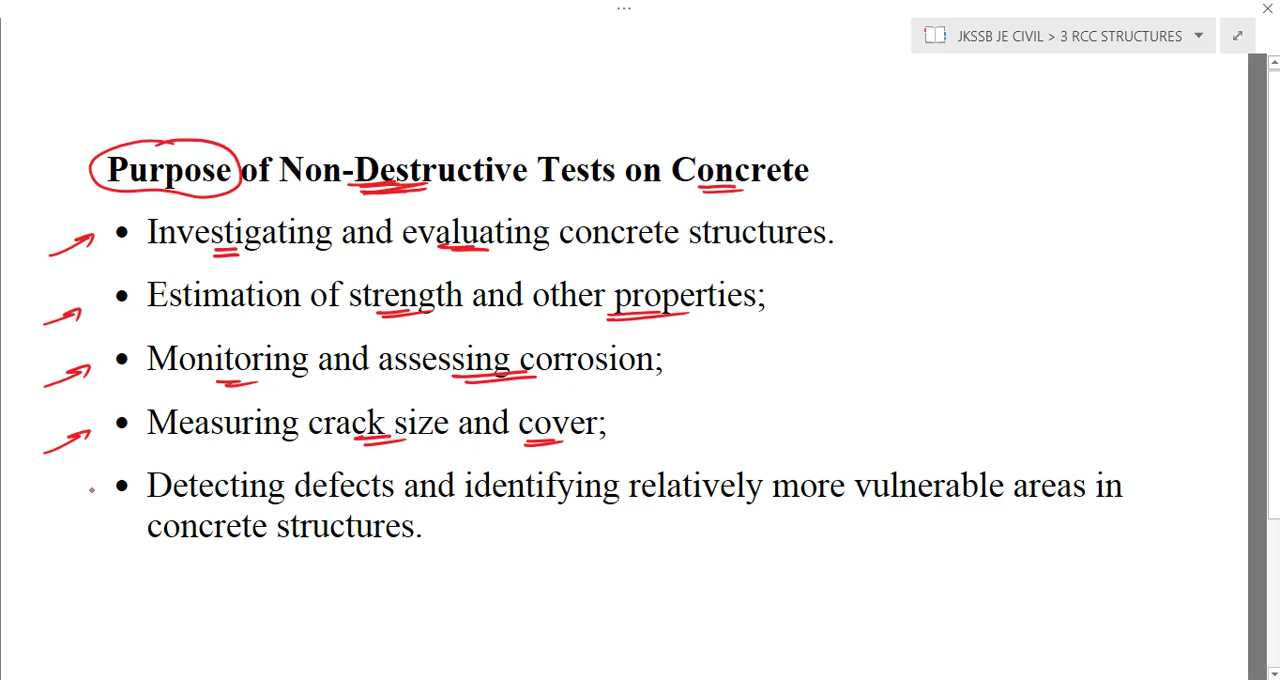 ...
JKSSB JE CIVIL > 3 RCC STRUCTURES
Purpose of Non-Destructive Tests on Concrete
• Investigating and evaluating concrete structures.
• Estimation of strength and other properties;
• Monitoring and assessing corrosion;
• Measuring crack size and cover;
• Detecting defects and identifying relatively more vulnerable areas in
concrete structures.